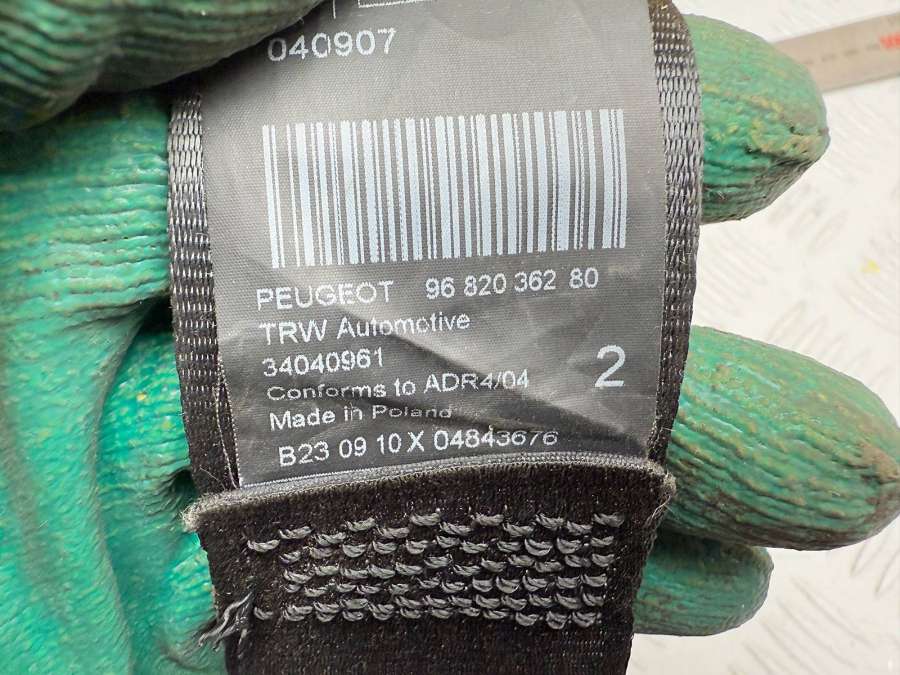 040907
PEUGEOT 96 820 362 80
TRW Automotive
34040961
2
Conforms to ADR4/04
Made in Poland
B23 09 10 X 04843676